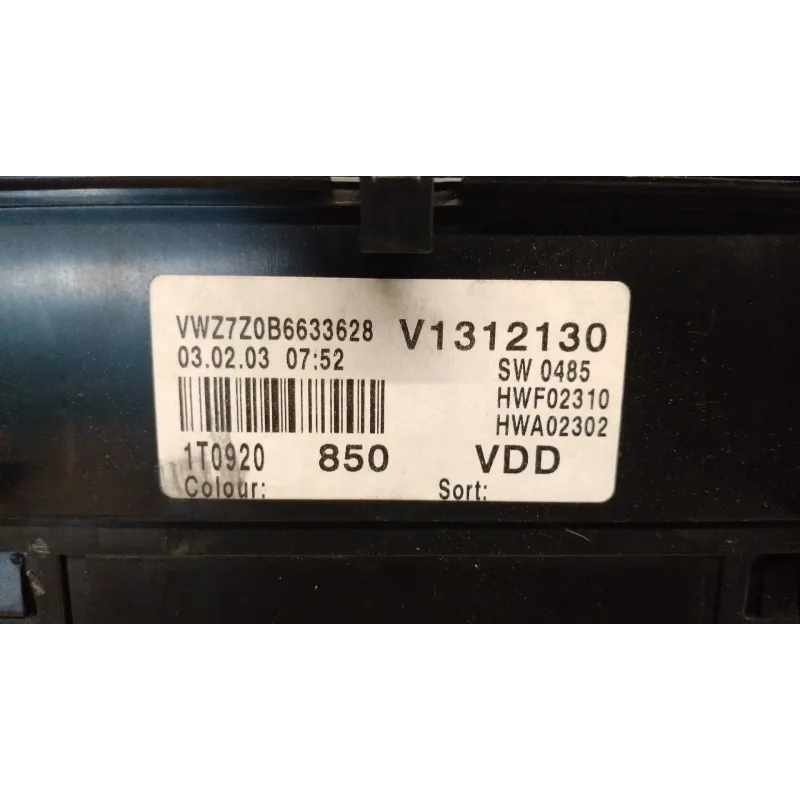 VWZ7Z0B6633628 V1312130
03.02.03 07:52 SW 0485
HWF02310
HWA02302
1T0920 850 VDD
Colour: Sort: